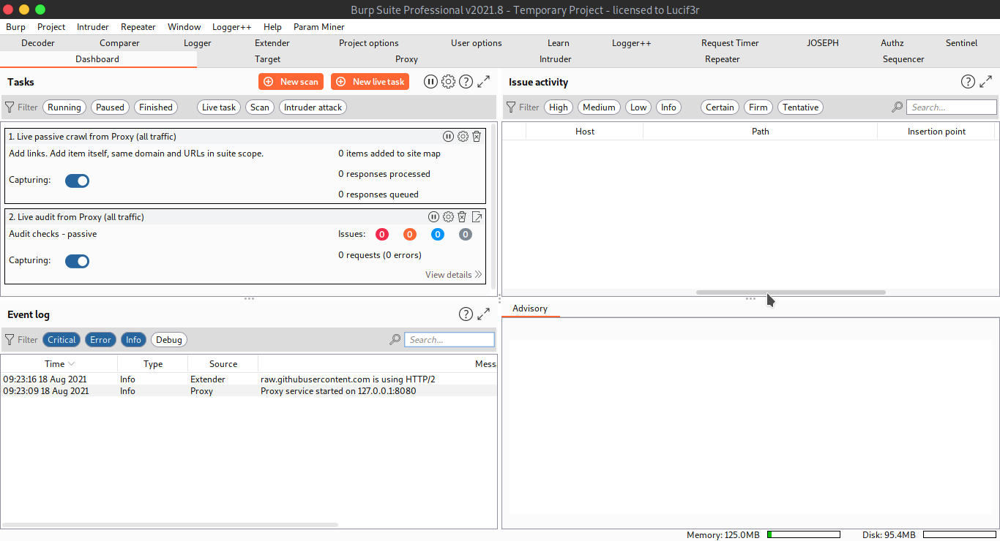 Burp Suite Professional v2021.8 - Temporary Project - licensed to Lucif3r
Burp Project Intruder Repeater Window Logger++ Help Param Miner
Decoder Comparer Logger Extender Project options User options Learn Logger++ Request Timer JOSEPH Authz Sentinel
Dashboard Target Proxy Intruder Repeater Sequencer
Tasks New scan New live task
Filter Running Paused Finished Live task Scan Intruder attack
1. Live passive crawl from Proxy (all traffic)
Add links. Add item itself, same domain and URLs in suite scope. 0 items added to site map
0 responses processed
Capturing:
0 responses queued
2. Live audit from Proxy (all traffic)
Audit checks - passive Issues: 0 0 0 0
0 requests (0 errors)
Capturing:
View details
Event log
Filter Critical Error Info Debug Search...
Time Type Source Messa
09:23:16 18 Aug 2021 Info Extender raw.githubusercontent.com is using HTTP/2
09:23:09 18 Aug 2021 Info Proxy Proxy service started on 127.0.0.1:8080
Issue activity
Filter High Medium Low Info Certain Firm Tentative Search...
Host Path Insertion point
Advisory
Memory: 125.0MB Disk: 95.4MB